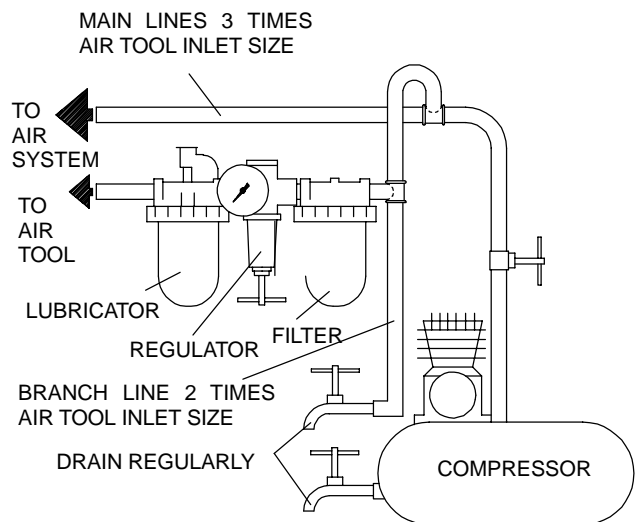 MAIN LINES 3 TIMES
AIR TOOL INLET SIZE
TO
AIR
SYSTEM
TO
AIR
TOOL
LUBRICATOR
REGULATOR
FILTER
BRANCH LINE 2 TIMES
AIR TOOL INLET SIZE
DRAIN REGULARLY
COMPRESSOR